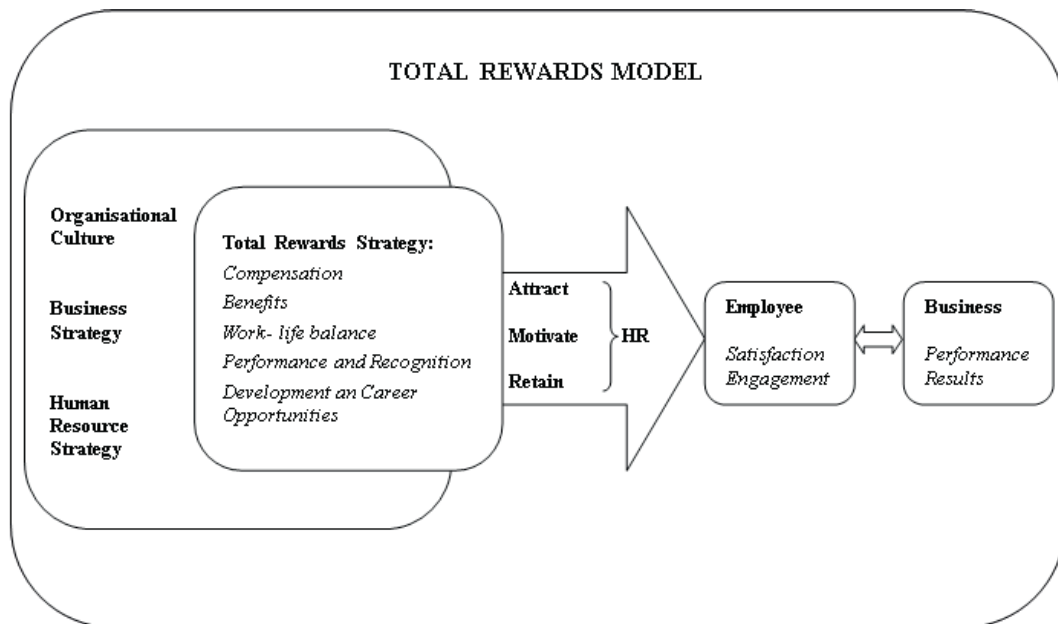 TOTAL REWARDS MODEL
Organisational
Culture
Business
Strategy
Human
Resource
Strategy
Total Rewards Strategy:
Compensation
Benefits
Work- life balance
Performance and Recognition
Development an Career
Opportunities
Attract
Motivate
Retain
HR
Employee
Satisfaction
Engagement
Business
Performance
Results